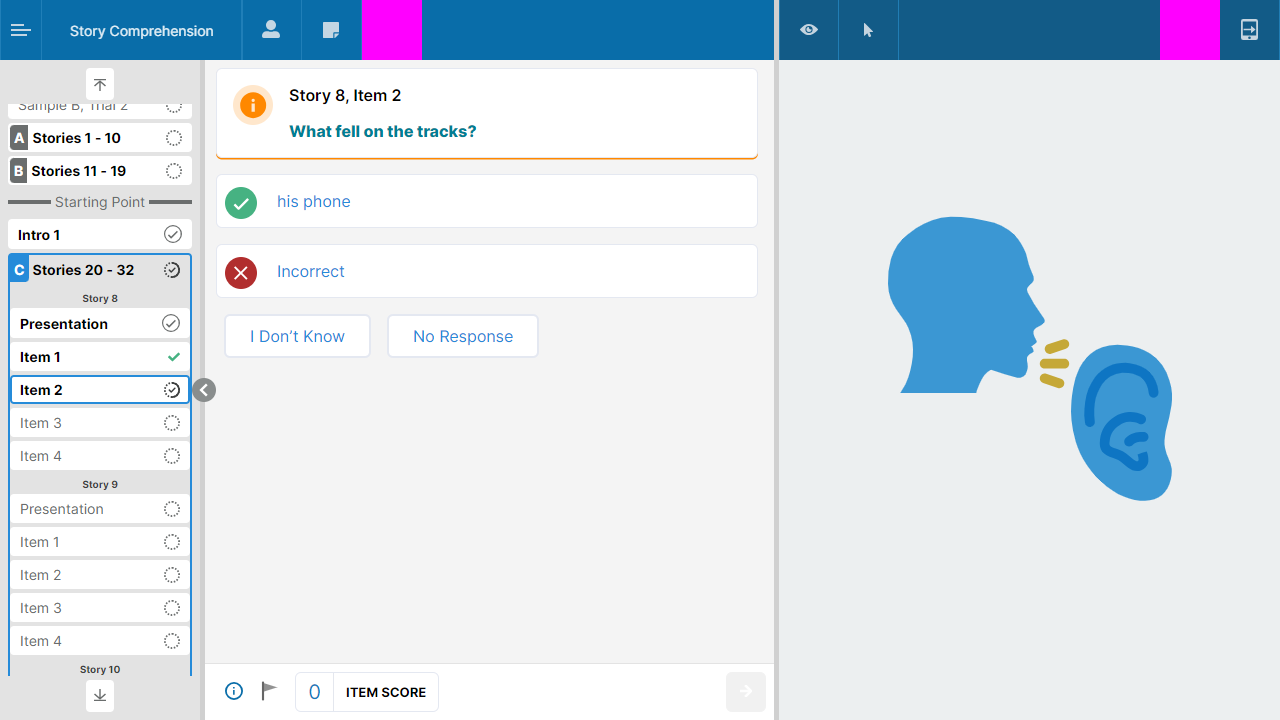 Story Comprehension
Sample B, Trial 2
A Stories 1 - 10
B Stories 11 - 19
Starting Point
Intro 1
C Stories 20 - 32
Story 8
Presentation
Item 1
Item 2
Item 3
Item 4
Story 9
Presentation
Item 1
Item 2
Item 3
Item 4
Story 10
Story 8, Item 2
What fell on the tracks?
his phone
Incorrect
I Don’t Know
No Response
0 ITEM SCORE